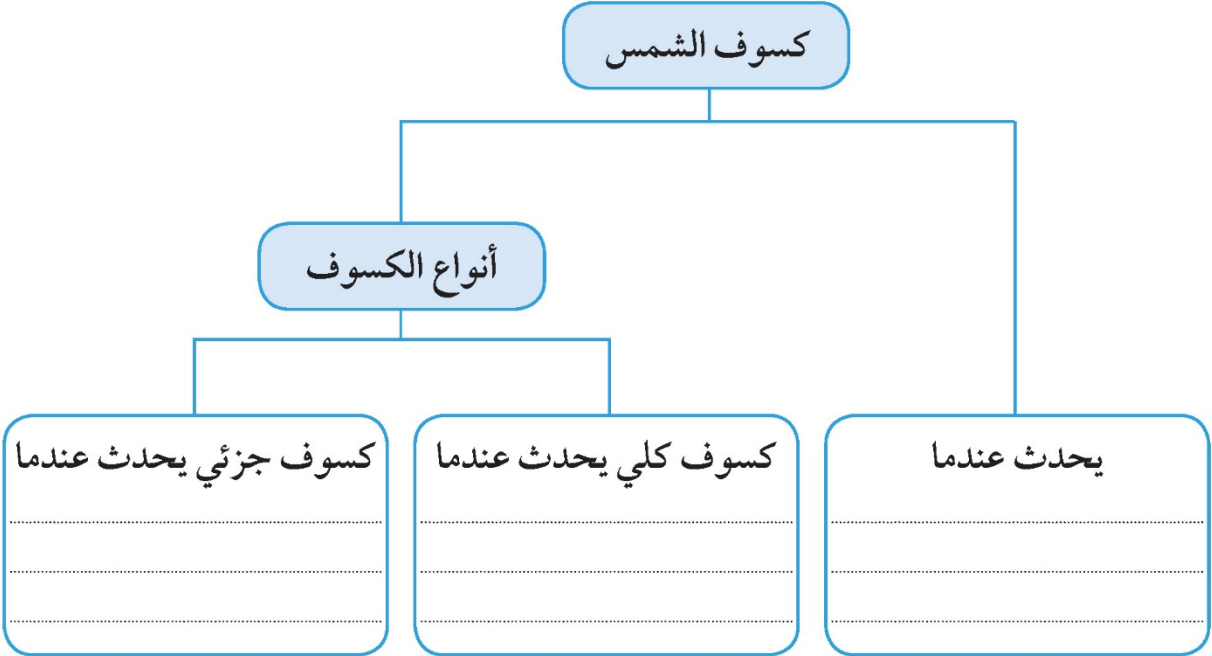 كسوف الشمس
أنواع الكسوف
يحدث عندما
كسوف كلي يحدث عندما
كسوف جزئي يحدث عندما